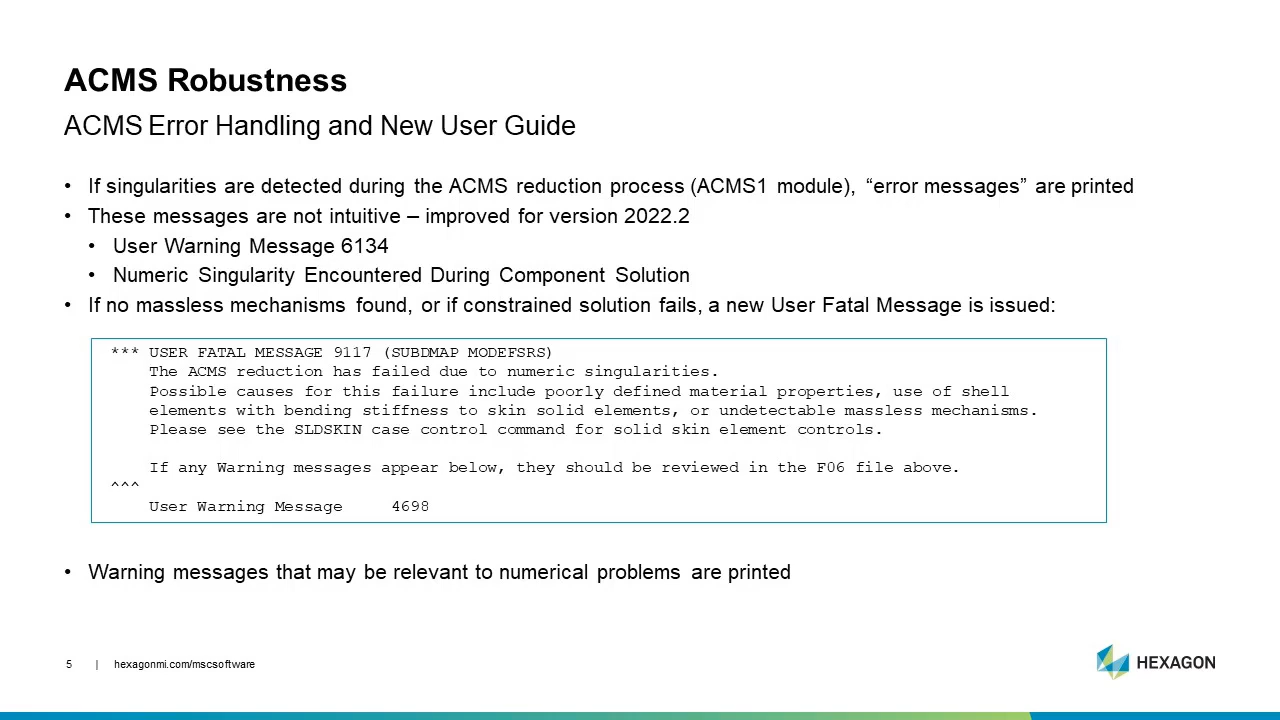 ACMS Robustness
ACMS Error Handling and New User Guide
• If singularities are detected during the ACMS reduction process (ACMS1 module), “error messages” are printed
• These messages are not intuitive – improved for version 2022.2
• User Warning Message 6134
• Numeric Singularity Encountered During Component Solution
• If no massless mechanisms found, or if constrained solution fails, a new User Fatal Message is issued:
*** USER FATAL MESSAGE 9117 (SUBDMAP MODEFSRS)
The ACMS reduction has failed due to numeric singularities.
Possible causes for this failure include poorly defined material properties, use of shell
elements with bending stiffness to skin solid elements, or undetectable massless mechanisms.
Please see the SLDSKIN case control command for solid skin element controls.
If any Warning messages appear below, they should be reviewed in the F06 file above.
^^^
User Warning Message 4698
• Warning messages that may be relevant to numerical problems are printed
5 | hexagonmi.com/mscsoftware
HEXAGON